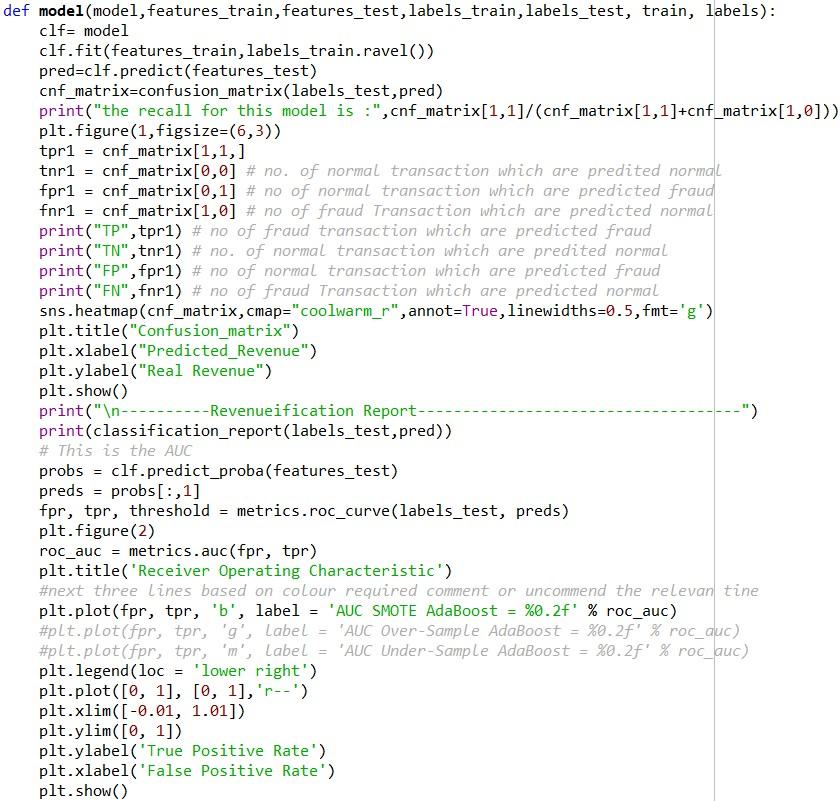 def model(model,features_train,features_test,labels_train,labels_test, train, labels):
    clf= model
    clf.fit(features_train,labels_train.ravel())
    pred=clf.predict(features_test)
    cnf_matrix=confusion_matrix(labels_test,pred)
    print("the recall for this model is :",cnf_matrix[1,1]/(cnf_matrix[1,1]+cnf_matrix[1,0]))
    plt.figure(1,figsize=(6,3))
    tpr1 = cnf_matrix[1,1,]
    tnr1 = cnf_matrix[0,0] # no. of normal transaction which are predited normal
    fpr1 = cnf_matrix[0,1] # no of normal transaction which are predicted fraud
    fnr1 = cnf_matrix[1,0] # no of fraud Transaction which are predicted normal
    print("TP",tpr1) # no of fraud transaction which are predicted fraud
    print("TN",tnr1) # no. of normal transaction which are predited normal
    print("FP",fpr1) # no of normal transaction which are predicted fraud
    print("FN",fnr1) # no of fraud Transaction which are predicted normal
    sns.heatmap(cnf_matrix,cmap="coolwarm_r",annot=True,linewidths=0.5,fmt='g')
    plt.title("Confusion_matrix")
    plt.xlabel("Predicted_Revenue")
    plt.ylabel("Real Revenue")
    plt.show()
    print("\n----------Revenueification Report------------------------------------")
    print(classification_report(labels_test,pred))
    # This is the AUC
    probs = clf.predict_proba(features_test)
    preds = probs[:,1]
    fpr, tpr, threshold = metrics.roc_curve(labels_test, preds)
    plt.figure(2)
    roc_auc = metrics.auc(fpr, tpr)
    plt.title('Receiver Operating Characteristic')
    #next three lines based on colour required comment or uncommend the relevan tine
    plt.plot(fpr, tpr, 'b', label = 'AUC SMOTE AdaBoost = %0.2f' % roc_auc)
    #plt.plot(fpr, tpr, 'g', label = 'AUC Over-Sample AdaBoost = %0.2f' % roc_auc)
    #plt.plot(fpr, tpr, 'm', label = 'AUC Under-Sample AdaBoost = %0.2f' % roc_auc)
    plt.legend(loc = 'lower right')
    plt.plot([0, 1], [0, 1],'r--')
    plt.xlim([-0.01, 1.01])
    plt.ylim([0, 1])
    plt.ylabel('True Positive Rate')
    plt.xlabel('False Positive Rate')
    plt.show()